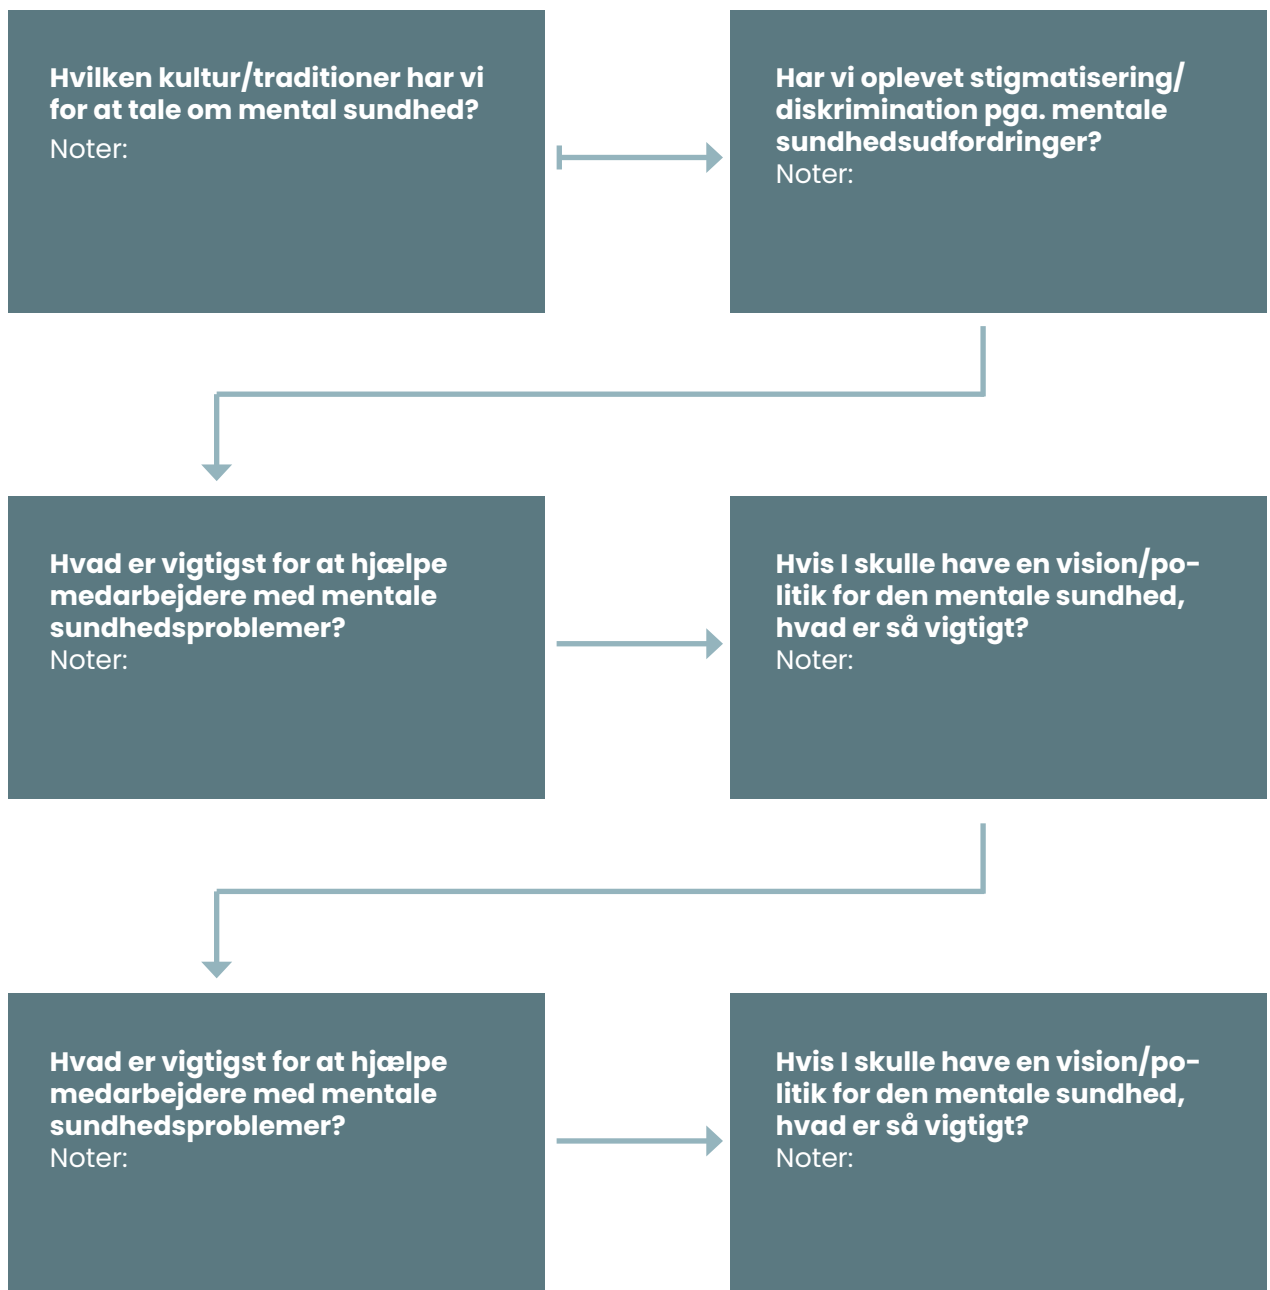 Hvilken kultur/traditioner har vi
for at tale om mental sundhed?
Noter:
Har vi oplevet stigmatisering/
diskrimination pga. mentale
sundhedsudfordringer?
Noter:
Hvad er vigtigst for at hjælpe
medarbejdere med mentale
sundhedsproblemer?
Noter:
Hvis I skulle have en vision/po-
litik for den mentale sundhed,
hvad er så vigtigt?
Noter:
Hvad er vigtigst for at hjælpe
medarbejdere med mentale
sundhedsproblemer?
Noter:
Hvis I skulle have en vision/po-
litik for den mentale sundhed,
hvad er så vigtigt?
Noter: